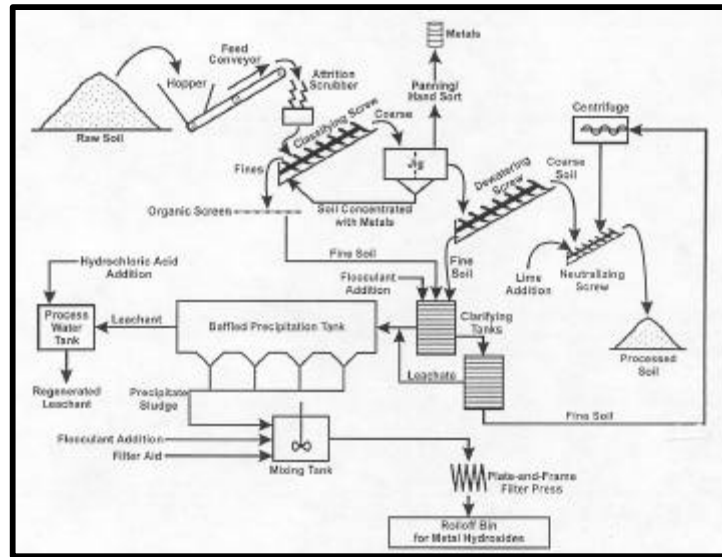 Metals
Feed
Conveyor
Attrition
Scrubber
Panning/
Hand Sort
Hopper
Centrifuge
Classifying Screw
Coarse
Raw Soil
Jig
Dewatering
Screw
Coarse
Soil
Fines
Organic Screen
Soil Concentrated
with Metals
Hydrochloric Acid
Addition
Fine Soil
Flocculant
Addition
Fine
Soil
Lime
Addition
Neutralizing
Screw
Process
Water
Tank
Leachant
Baffled Precipitation Tank
Clarifying
Tanks
Processed
Soil
Leachate
Regenerated
Leachant
Precipitate
Sludge
Fine Soil
Flocculant Addition
Filter Aid
Mixing Tank
Plate-and-Frame
Filter Press
Rolloff Bin
for Metal Hydroxides